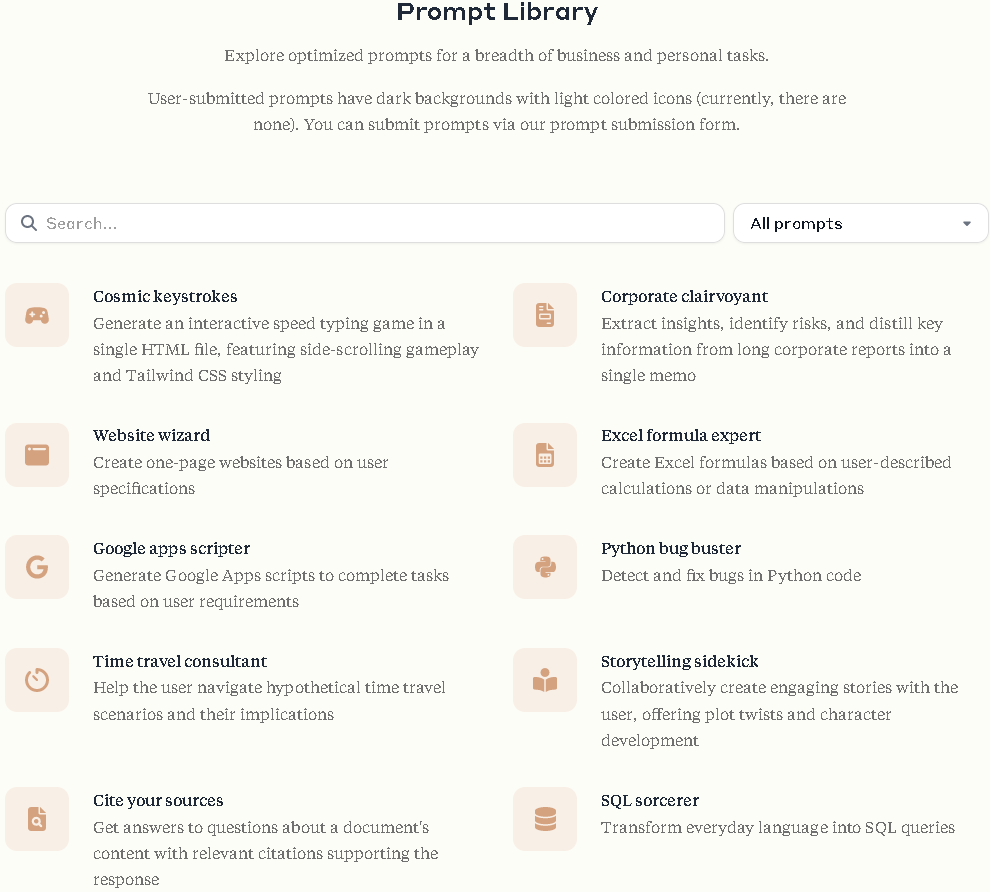 Prompt Library
Explore optimized prompts for a breadth of business and personal tasks.
User-submitted prompts have dark backgrounds with light colored icons (currently, there are
none). You can submit prompts via our prompt submission form.
Search...
All prompts
Cosmic keystrokes
Generate an interactive speed typing game in a
single HTML file, featuring side-scrolling gameplay
and Tailwind CSS styling
Corporate clairvoyant
Extract insights, identify risks, and distill key
information from long corporate reports into a
single memo
Website wizard
Create one-page websites based on user
specifications
Excel formula expert
Create Excel formulas based on user-described
calculations or data manipulations
Google apps scripter
Generate Google Apps scripts to complete tasks
based on user requirements
Python bug buster
Detect and fix bugs in Python code
Time travel consultant
Help the user navigate hypothetical time travel
scenarios and their implications
Storytelling sidekick
Collaboratively create engaging stories with the
user, offering plot twists and character
development
Cite your sources
Get answers to questions about a document's
content with relevant citations supporting the
response
SQL sorcerer
Transform everyday language into SQL queries